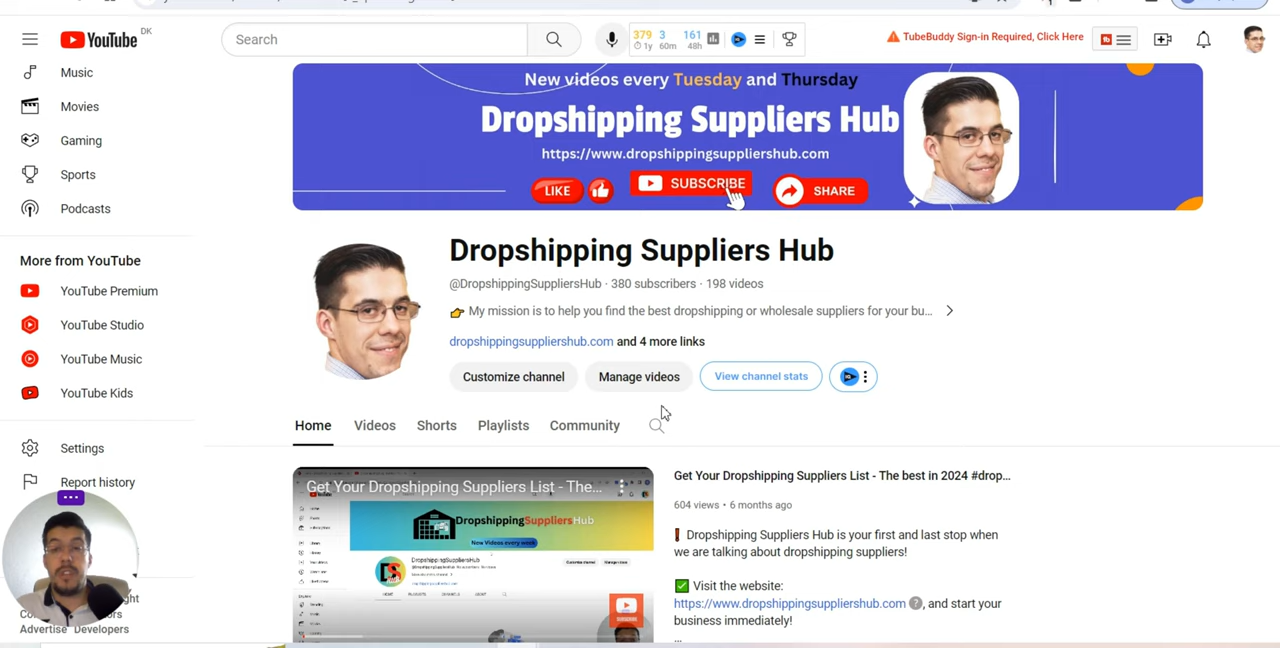 YouTube DK
Search
379 3 161
1y 60m 48h
TubeBuddy Sign-in Required, Click Here
Music
Movies
Gaming
Sports
Podcasts
More from YouTube
YouTube Premium
YouTube Studio
YouTube Music
YouTube Kids
Settings
Report history
Advertise Developers
New videos every Tuesday and Thursday
Dropshipping Suppliers Hub
https://www.dropshippingsuppliershub.com
LIKE SUBSCRIBE SHARE
Dropshipping Suppliers Hub
@DropshippingSuppliersHub · 380 subscribers · 198 videos
My mission is to help you find the best dropshipping or wholesale suppliers for your bu...
dropshippingsuppliershub.com and 4 more links
Customize channel Manage videos View channel stats
Home Videos Shorts Playlists Community
Get Your Dropshipping Suppliers List - The...
DropshippingSuppliersHub
New Videos every week
DropshippingSuppliersHub
Get Your Dropshipping Suppliers List - The best in 2024 #drop...
604 views • 6 months ago
Dropshipping Suppliers Hub is your first and last stop when
we are talking about dropshipping suppliers!
Visit the website:
https://www.dropshippingsuppliershub.com ? , and start your
business immediately!
...